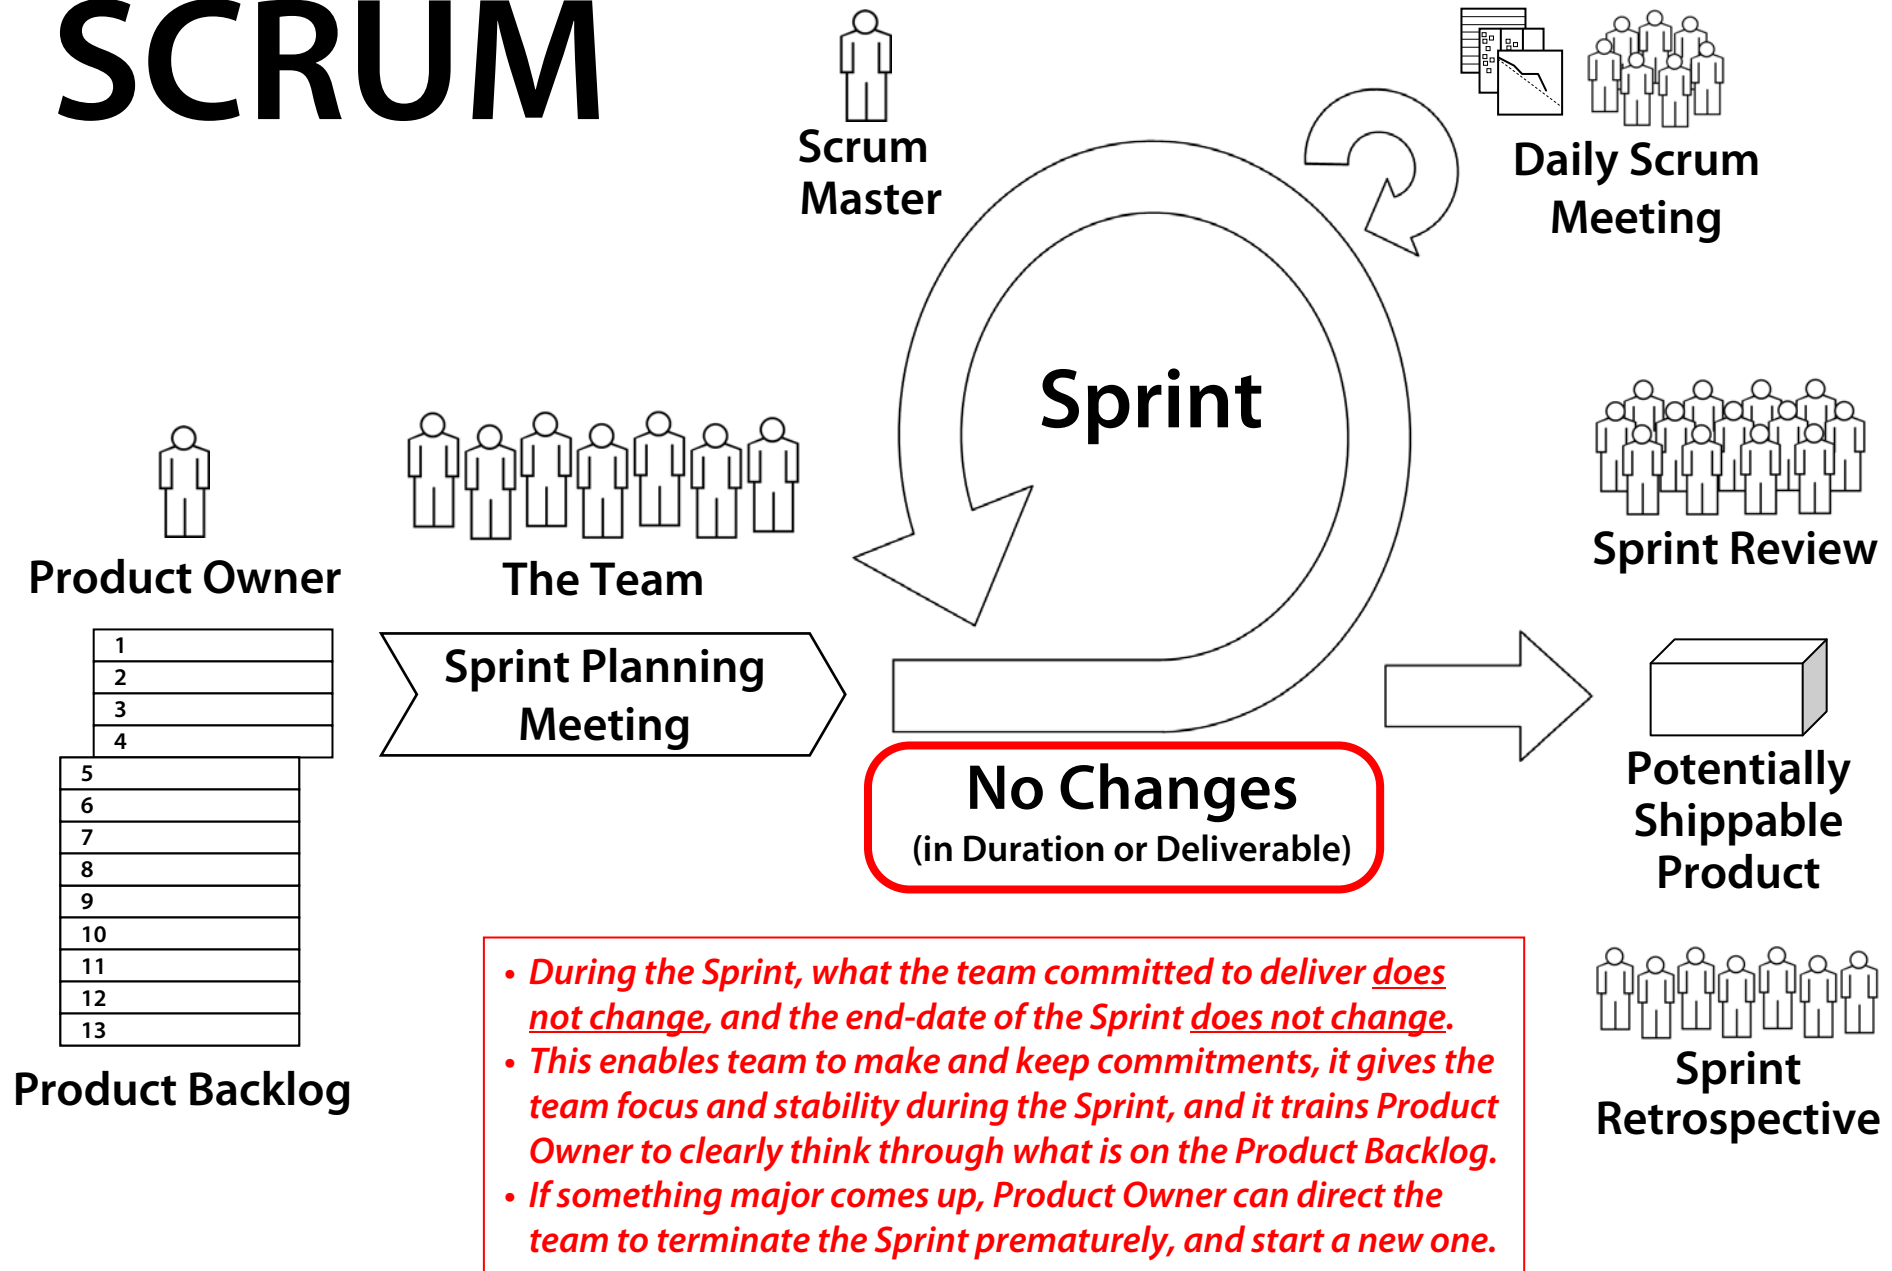 SCRUM
Scrum
Master
Daily Scrum
Meeting
Sprint
Product Owner
The Team
Sprint Review
1
2
3
4
5
6
7
8
9
10
11
12
13
Product Backlog
Sprint Planning
Meeting
No Changes
(in Duration or Deliverable)
Potentially
Shippable
Product
• During the Sprint, what the team committed to deliver does
not change, and the end-date of the Sprint does not change.
• This enables team to make and keep commitments, it gives the
team focus and stability during the Sprint, and it trains Product
Owner to clearly think through what is on the Product Backlog.
• If something major comes up, Product Owner can direct the
team to terminate the Sprint prematurely, and start a new one.
Sprint
Retrospective